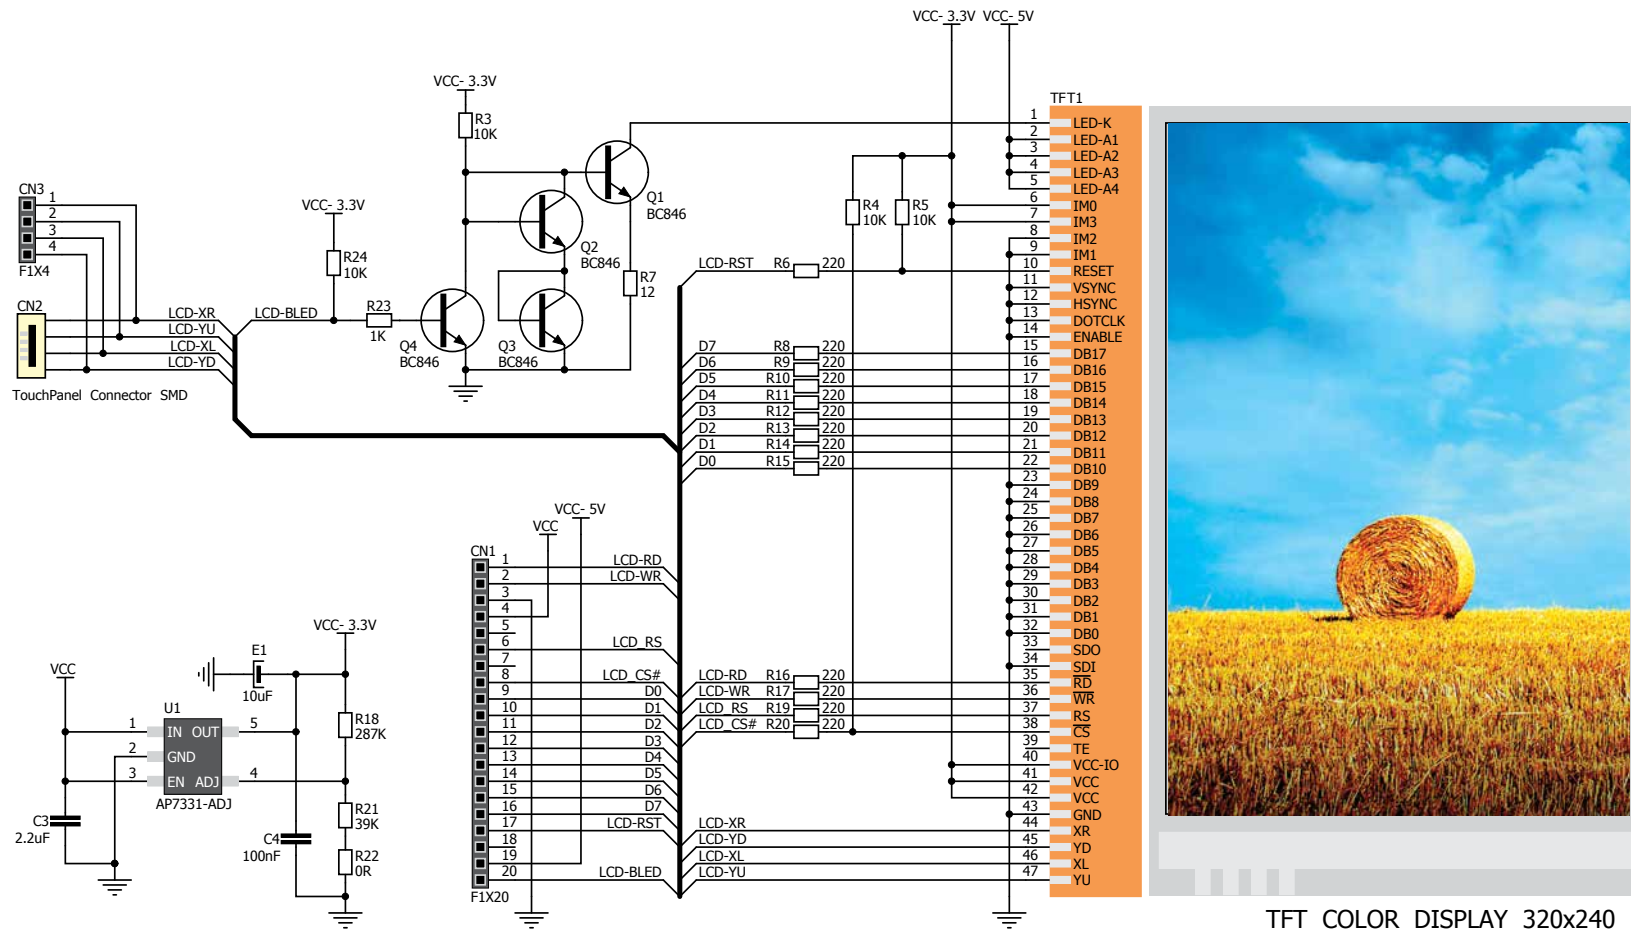 VCC- 3.3V VCC- 5V
VCC- 3.3V
R3
10K
Q1
BC846
Q2
BC846
Q3
BC846
Q4
BC846
R7
12
VCC- 3.3V
R24
10K
R23
1K
LCD-BLED
CN3
1
2
3
4
F1X4
CN2
LCD-XR
LCD-YU
LCD-XL
LCD-YD
TouchPanel Connector SMD
R4
10K
R5
10K
LCD-RST R6 220
D7 R8 220
D6 R9 220
D5 R10 220
D4 R11 220
D3 R12 220
D2 R13 220
D1 R14 220
D0 R15 220
LCD-RD R16 220
LCD-WR R17 220
LCD_RS R19 220
LCD_CS# R20 220
LCD-XR
LCD-YD
LCD-XL
LCD-YU
TFT1
1 LED-K
2 LED-A1
3 LED-A2
4 LED-A3
5 LED-A4
6 IM0
7 IM3
8 IM2
9 IM1
10 RESET
11 VSYNC
12 HSYNC
13 DOTCLK
14 ENABLE
15 DB17
16 DB16
17 DB15
18 DB14
19 DB13
20 DB12
21 DB11
22 DB10
23 DB9
24 DB8
25 DB7
26 DB6
27 DB5
28 DB4
29 DB3
30 DB2
31 DB1
32 DB0
33 SDO
34 SDI
35 RD
36 WR
37 RS
38 CS
39 TE
40 VCC-IO
41 VCC
42 VCC
43 GND
44 XR
45 YD
46 XL
47 YU
VCC- 5V
VCC
CN1
1 LCD-RD
2 LCD-WR
3
4
5
6 LCD_RS
7
8 LCD_CS#
9 D0
10 D1
11 D2
12 D3
13 D4
14 D5
15 D6
16 D7
17 LCD-RST
18
19
20 LCD-BLED
F1X20
VCC
VCC- 3.3V
E1
10uF
U1
1 IN OUT 5
2 GND
3 EN ADJ 4
AP7331-ADJ
R18
287K
R21
39K
R22
0R
C3
2.2uF
C4
100nF
TFT COLOR DISPLAY 320x240